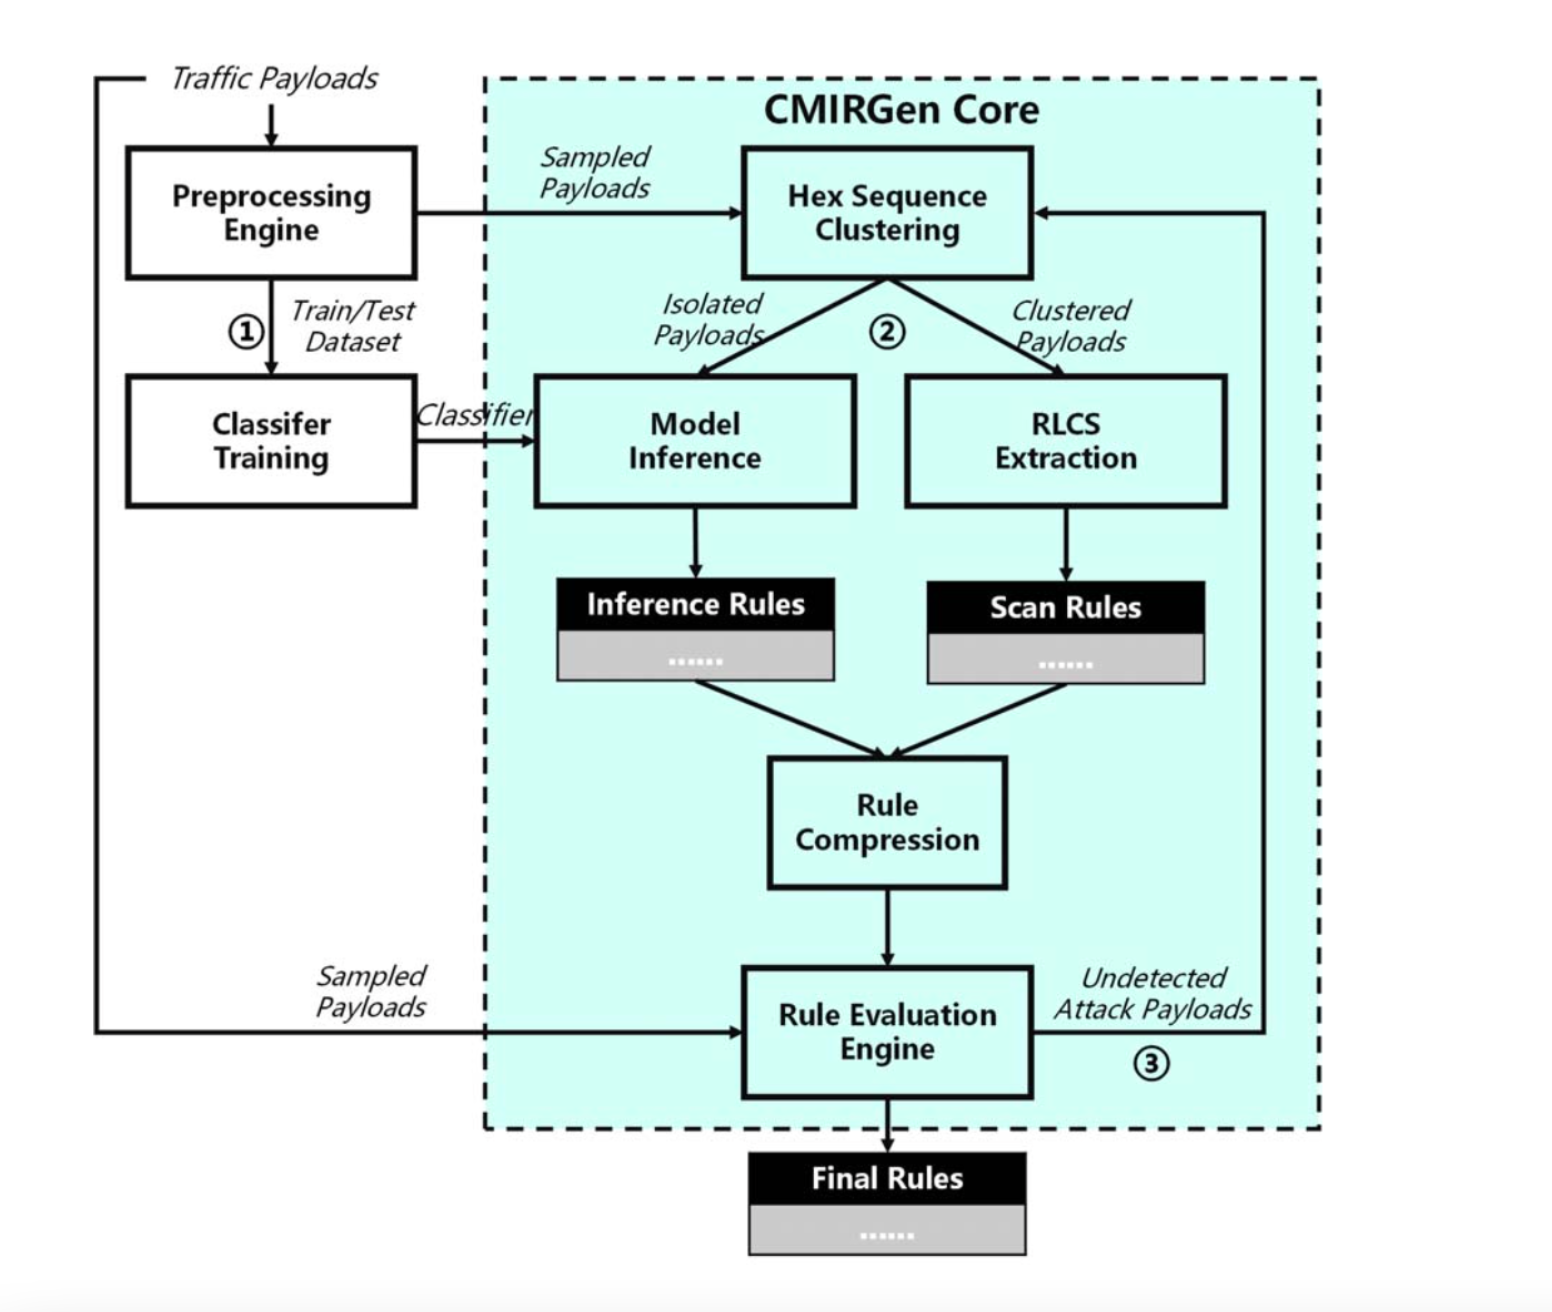 Traffic Payloads
CMIRGen Core
Preprocessing
Engine
Sampled
Payloads
Hex Sequence
Clustering
①
Train/Test
Dataset
Isolated
Payloads
②
Clustered
Payloads
Classifer
Training
Classifier
Model
Inference
RLCS
Extraction
Inference Rules
......
Scan Rules
......
Rule
Compression
Sampled
Payloads
Rule Evaluation
Engine
Undetected
Attack Payloads
③
Final Rules
......